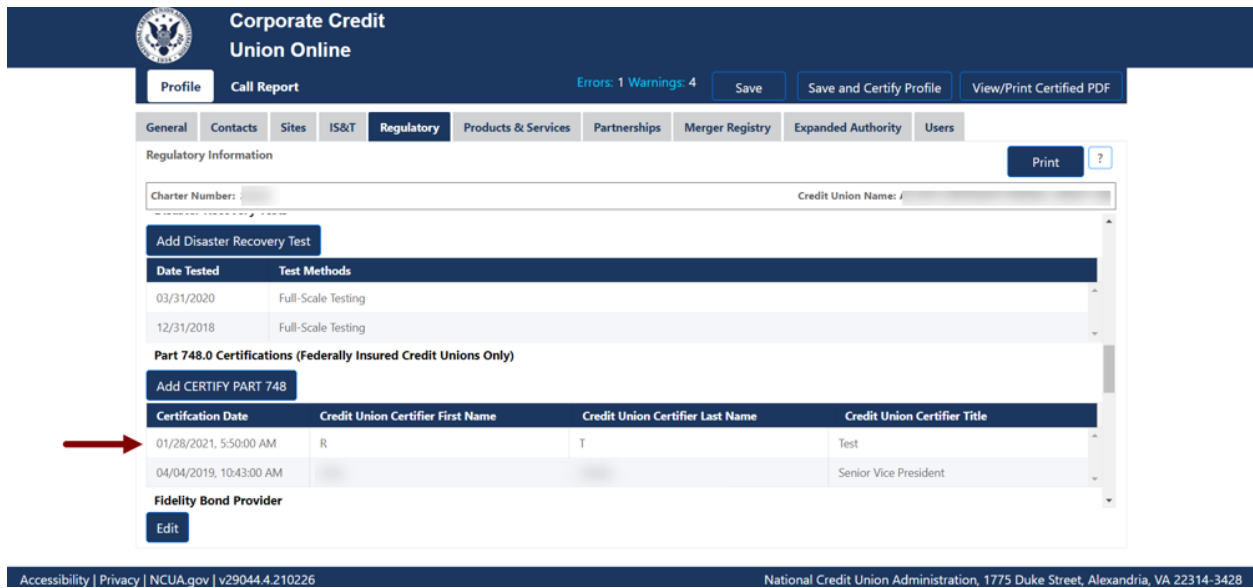 Corporate Credit
Union Online
Profile Call Report Errors: 1 Warnings: 4 Save Save and Certify Profile View/Print Certified PDF
General Contacts Sites IS&T Regulatory Products & Services Partnerships Merger Registry Expanded Authority Users
Regulatory Information Print ?
Charter Number: Credit Union Name:
Disaster Recovery Tests
Add Disaster Recovery Test
Date Tested Test Methods
03/31/2020 Full-Scale Testing
12/31/2018 Full-Scale Testing
Part 748.0 Certifications (Federally Insured Credit Unions Only)
Add CERTIFY PART 748
Certifcation Date Credit Union Certifier First Name Credit Union Certifier Last Name Credit Union Certifier Title
01/28/2021, 5:50:00 AM R T Test
04/04/2019, 10:43:00 AM Senior Vice President
Fidelity Bond Provider
Edit
Accessibility | Privacy | NCUA.gov | v29044.4.210226 National Credit Union Administration, 1775 Duke Street, Alexandria, VA 22314-3428